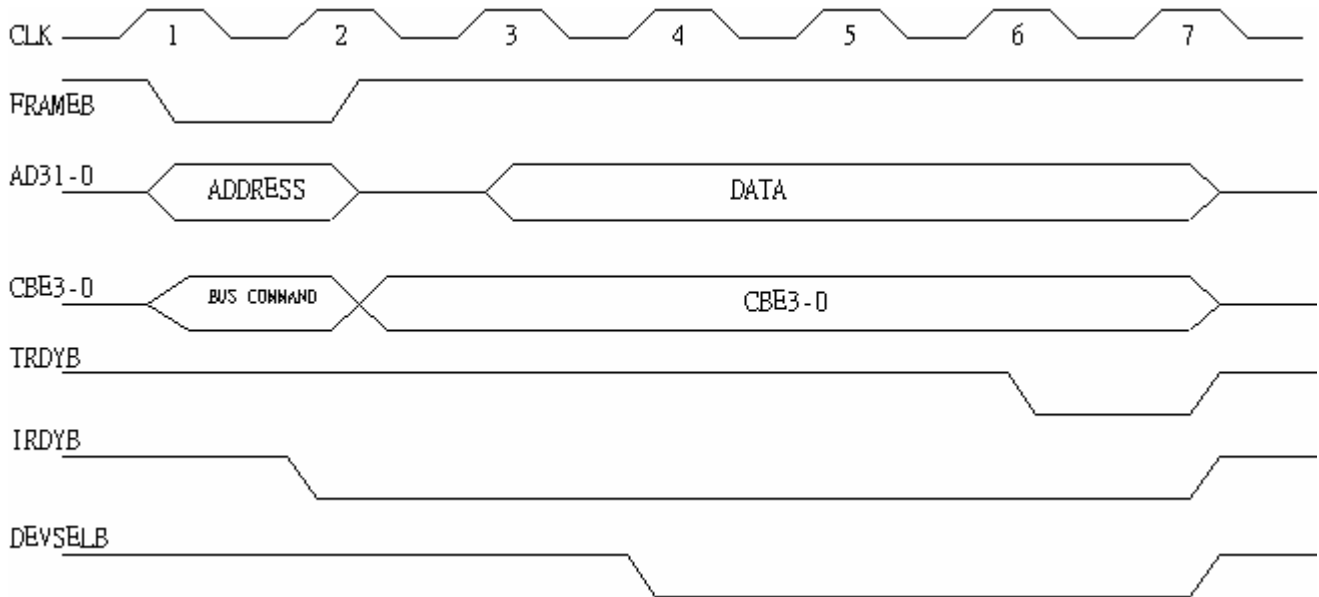 CLK 1 2 3 4 5 6 7
FRAMEB
AD31-0 ADDRESS DATA
CBE3-0 BUS COMMAND CBE3-0
TRDYB
IRDYB
DEVSELB